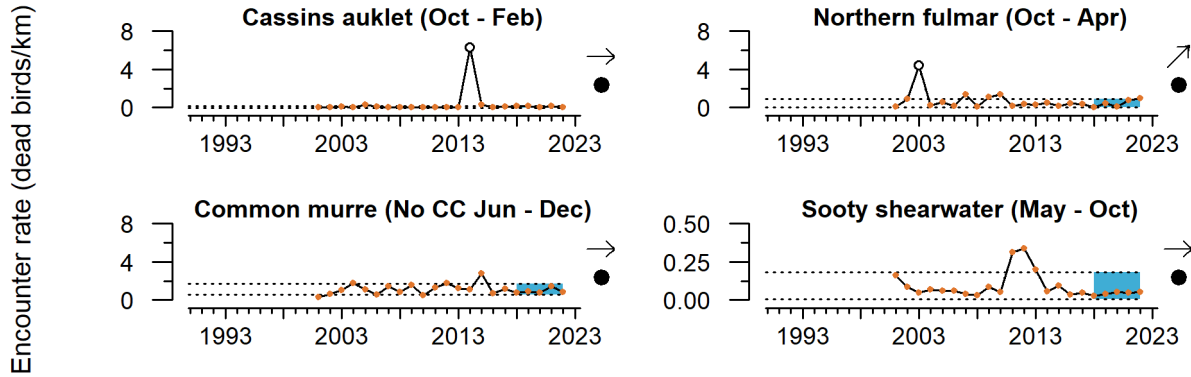 Encounter rate (dead birds/km)
Cassins auklet (Oct - Feb)
8
4
0
1993 2003 2013 2023
Northern fulmar (Oct - Apr)
8
4
0
1993 2003 2013 2023
Common murre (No CC Jun - Dec)
8
4
0
1993 2003 2013 2023
Sooty shearwater (May - Oct)
0.50
0.25
0.00
1993 2003 2013 2023